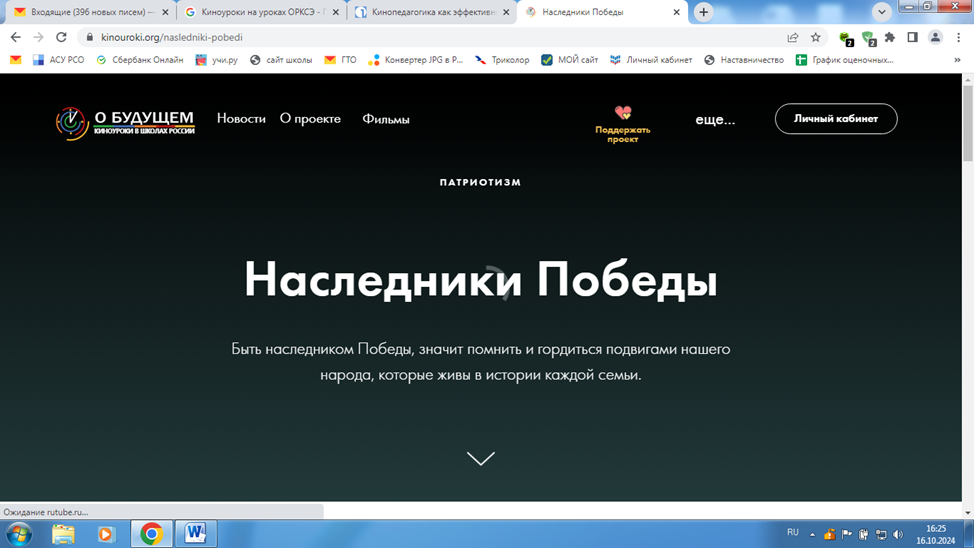 Входящие (396 новых писем) —
Киноуроки на уроках ОРКСЭ -
Кинопедагогика как эффективн
Наследники Победы
kinouroki.org/nasledniki-pobedi
2
2
АСУ РСО
Сбербанк Онлайн
учи.ру
сайт школы
ГТО
Конвертер JPG в P...
Триколор
МОЙ сайт
Личный кабинет
Наставничество
График оценочных...
О БУДУЩЕМ
КИНОУРОКИ В ШКОЛАХ РОССИИ
Новости
О проекте
Фильмы
Поддержать
проект
еще...
Личный кабинет
ПАТРИОТИЗМ
Наследники Победы
Быть наследником Победы, значит помнить и гордиться подвигами нашего
народа, которые живы в истории каждой семьи.
Ожидание rutube.ru...
RU
16:25
16.10.2024